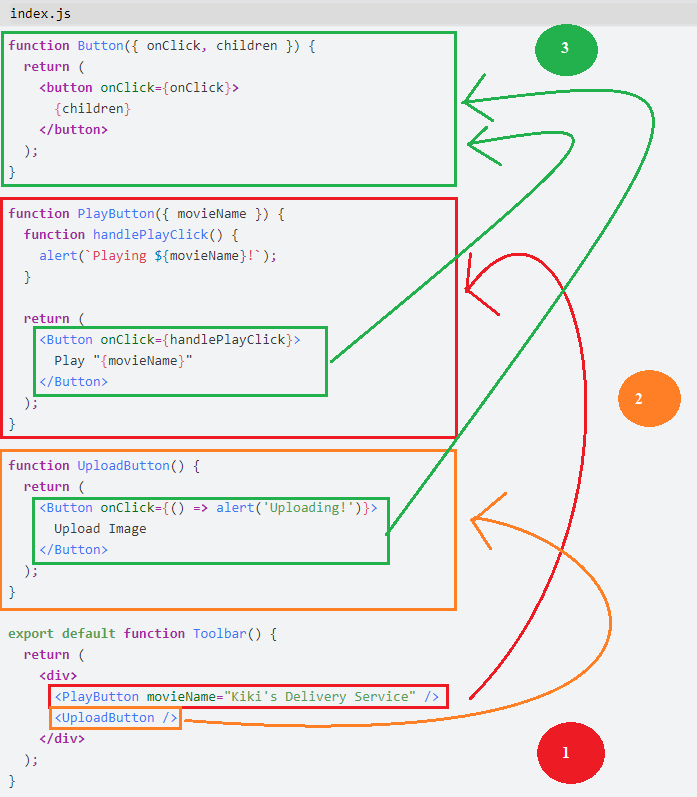 index.js
function Button({ onClick, children }) {
  return (
    <button onClick={onClick}>
      {children}
    </button>
  );
}
function PlayButton({ movieName }) {
  function handlePlayClick() {
    alert(`Playing ${movieName}!`);
  }
  return (
    <Button onClick={handlePlayClick}>
      Play "{movieName}"
    </Button>
  );
}
function UploadButton() {
  return (
    <Button onClick={() => alert('Uploading!')}>
      Upload Image
    </Button>
  );
}
export default function Toolbar() {
  return (
    <div>
      <PlayButton movieName="Kiki's Delivery Service" />
      <UploadButton />
    </div>
  );
}
3
2
1